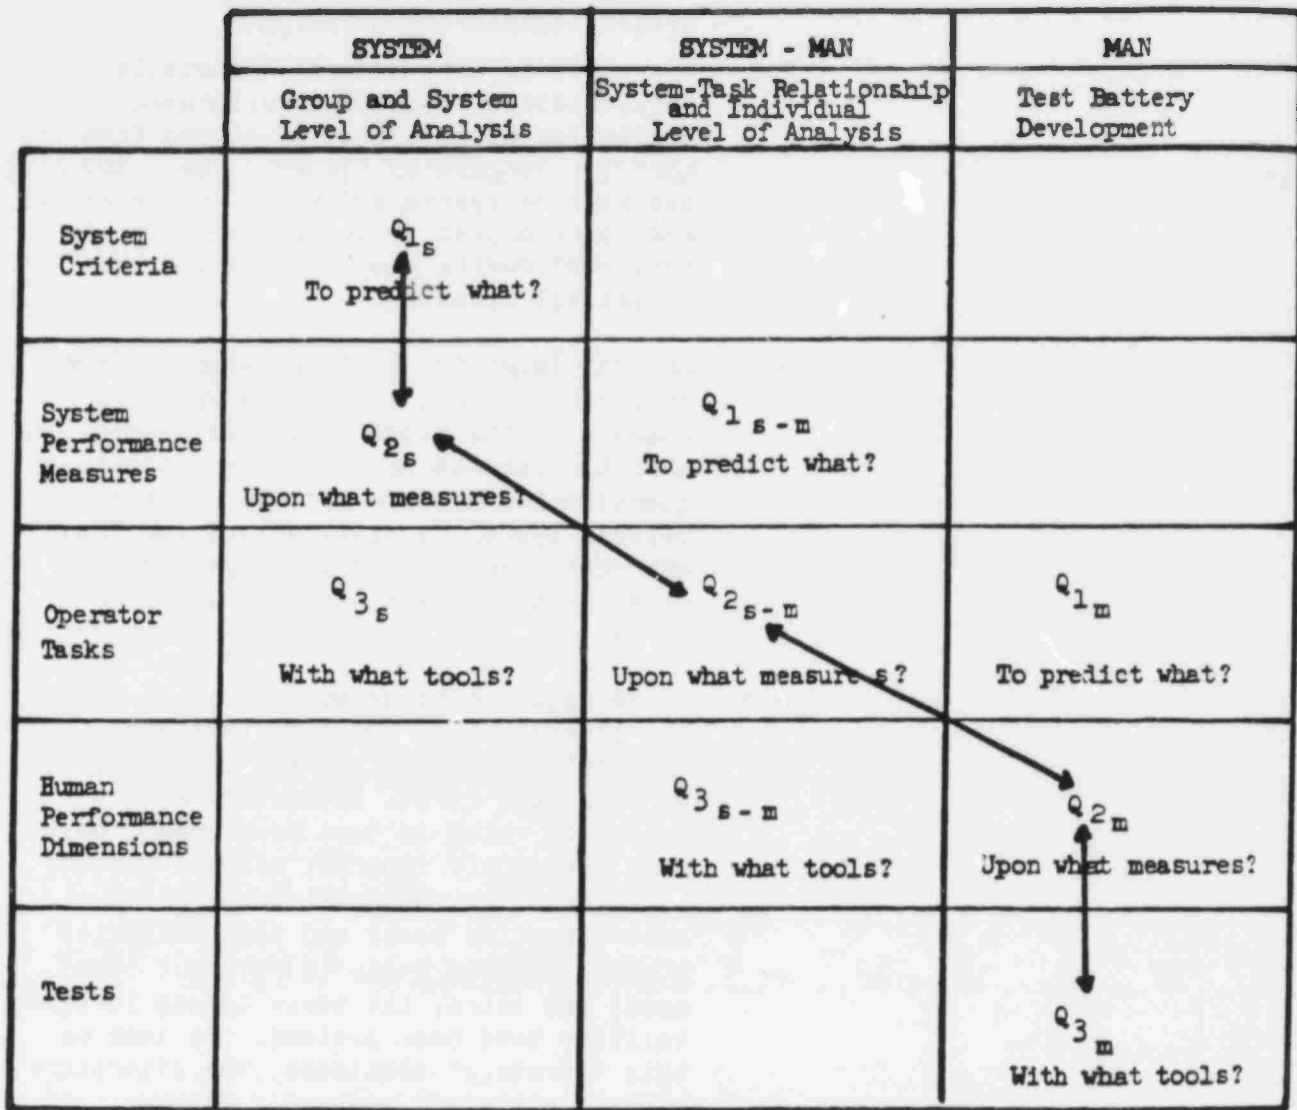 SYSTEM
SYSTEM - MAN
MAN
Group and System
Level of Analysis
System-Task Relationship
and Individual
Level of Analysis
Test Battery
Development
System
Criteria
Q1s
To predict what?
System
Performance
Measures
Q2s
Upon what measures?
Q1s-m
To predict what?
Operator
Tasks
Q3s
With what tools?
Q2s-m
Upon what measures?
Q1m
To predict what?
Human
Performance
Dimensions
Q3s-m
With what tools?
Q2m
Upon what measures?
Tests
Q3m
With what tools?